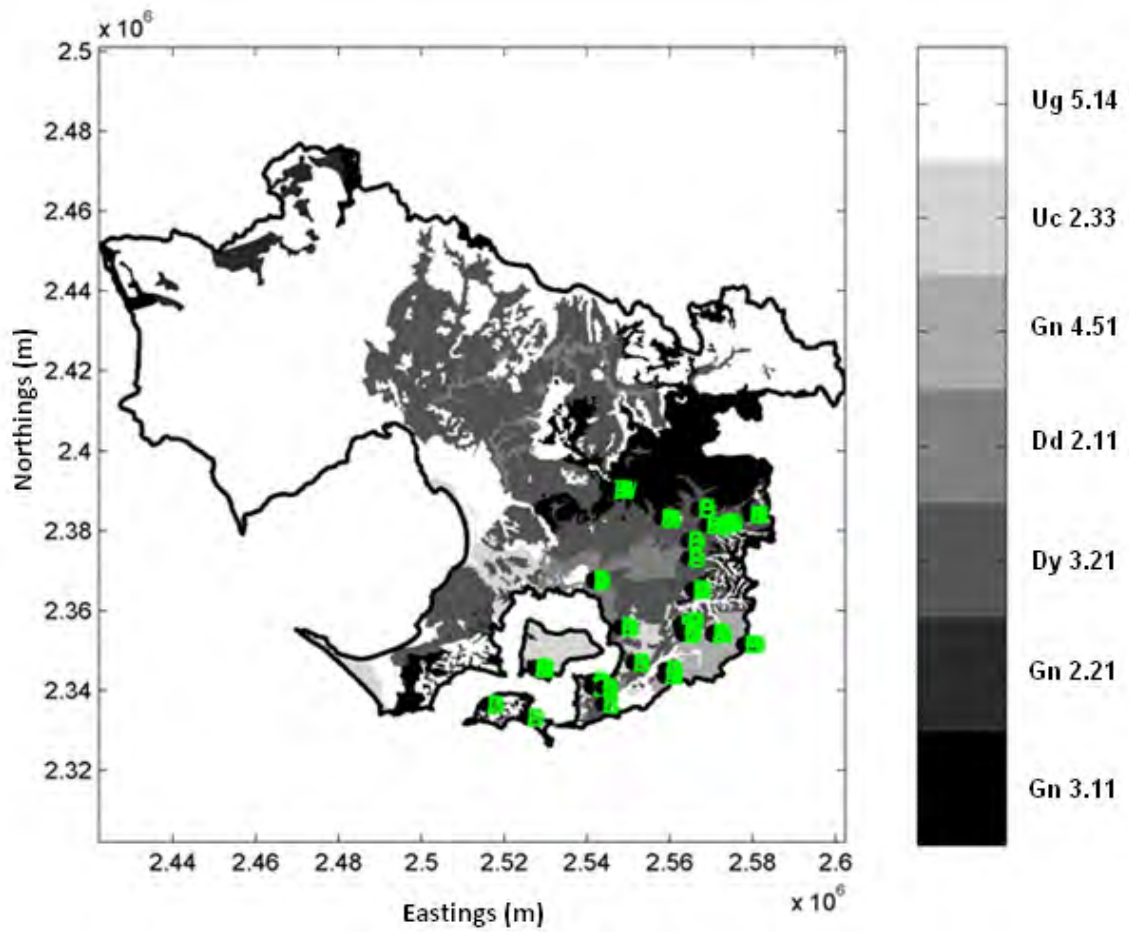 x 10^6
2.5
2.48
2.46
2.44
2.42
2.4
2.38
2.36
2.34
2.32
Northings (m)
2.44 2.46 2.48 2.5 2.52 2.54 2.56 2.58 2.6
x 10^6
Eastings (m)
Ug 5.14
Uc 2.33
Gn 4.51
Dd 2.11
Dy 3.21
Gn 2.21
Gn 3.11